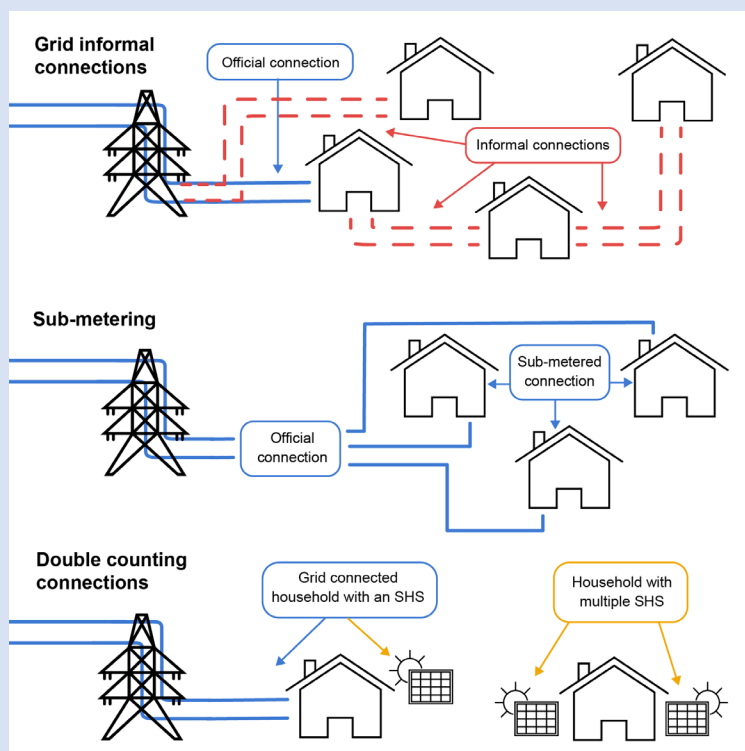 Grid informal
connections
Official connection
Informal connections
Sub-metering
Sub-metered
connection
Official
connection
Double counting
connections
Grid connected
household with an SHS
Household with
multiple SHS